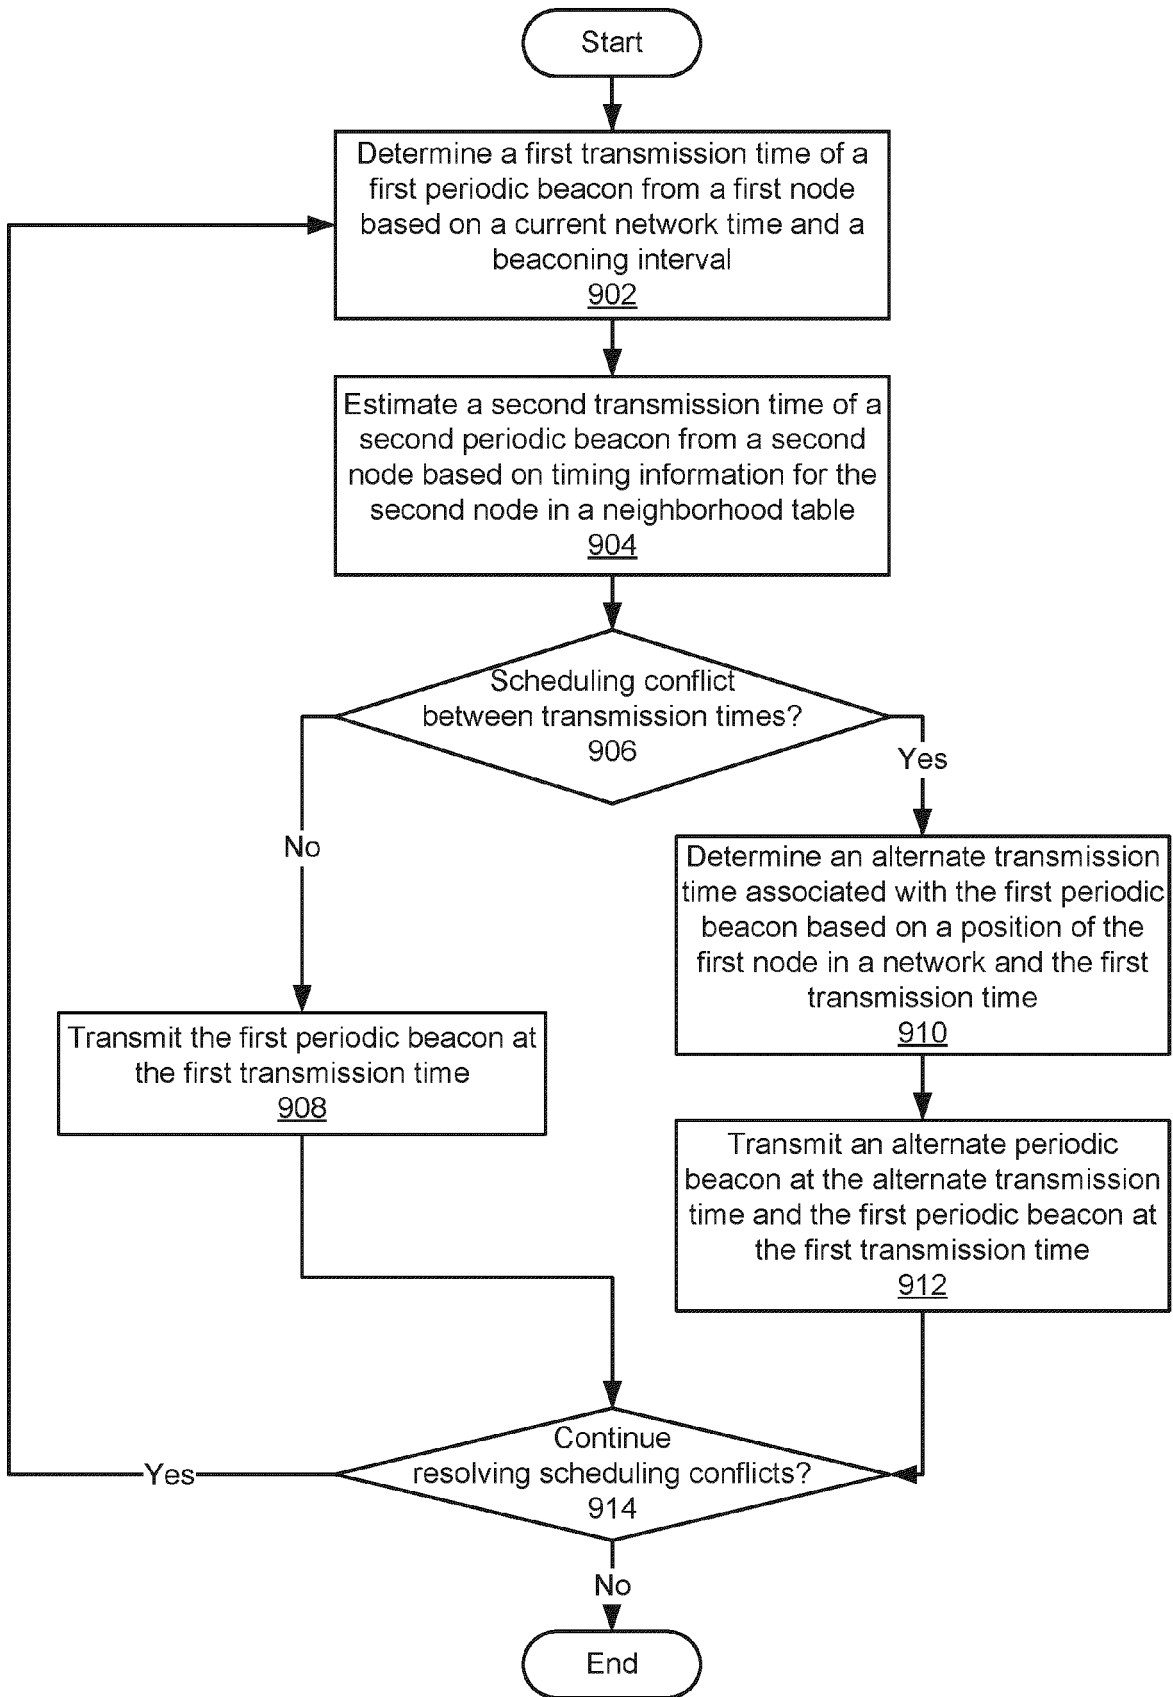 Start
Determine a first transmission time of a
first periodic beacon from a first node
based on a current network time and a
beaconing interval
902
Estimate a second transmission time of a
second periodic beacon from a second
node based on timing information for the
second node in a neighborhood table
904
Scheduling conflict
between transmission times?
906
Yes
No
Determine an alternate transmission
time associated with the first periodic
beacon based on a position of the
first node in a network and the first
transmission time
910
Transmit the first periodic beacon at
the first transmission time
908
Transmit an alternate periodic
beacon at the alternate transmission
time and the first periodic beacon at
the first transmission time
912
Continue
resolving scheduling conflicts?
914
Yes
No
End